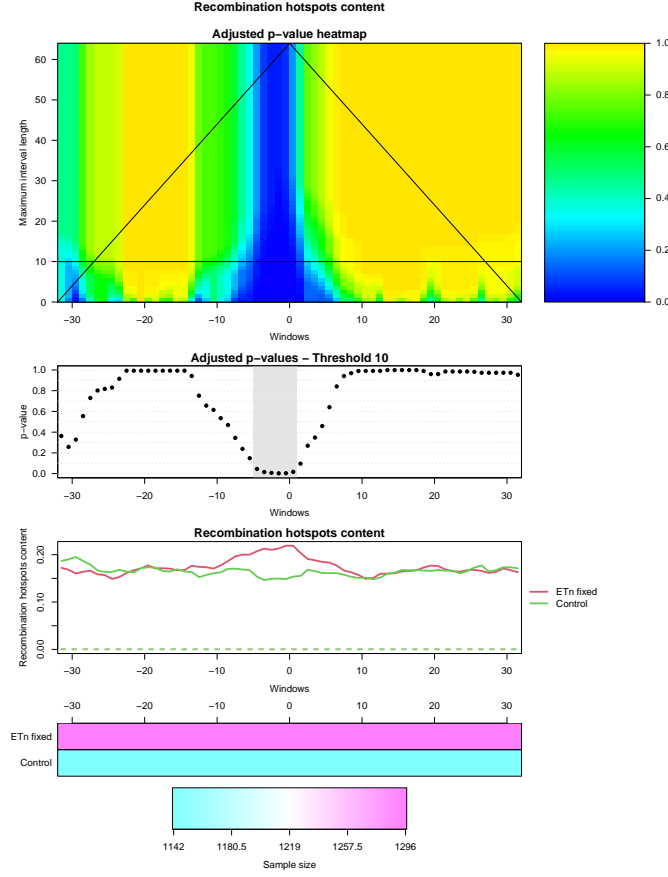 Recombination hotspots content
Adjusted p−value heatmap
Maximum interval length
60
50
40
30
20
10
0
−30 −20 −10 0 10 20 30
Windows
1.0
0.8
0.6
0.4
0.2
0.0
Adjusted p−values − Threshold 10
p−value
1.0
0.8
0.6
0.4
0.2
0.0
−30 −20 −10 0 10 20 30
Windows
Recombination hotspots content
Recombination hotspots content
0.20
0.10
0.00
−30 −20 −10 0 10 20 30
Windows
ETn fixed
Control
−30 −20 −10 0 10 20 30
ETn fixed
Control
1142 1180.5 1219 1257.5 1296
Sample size